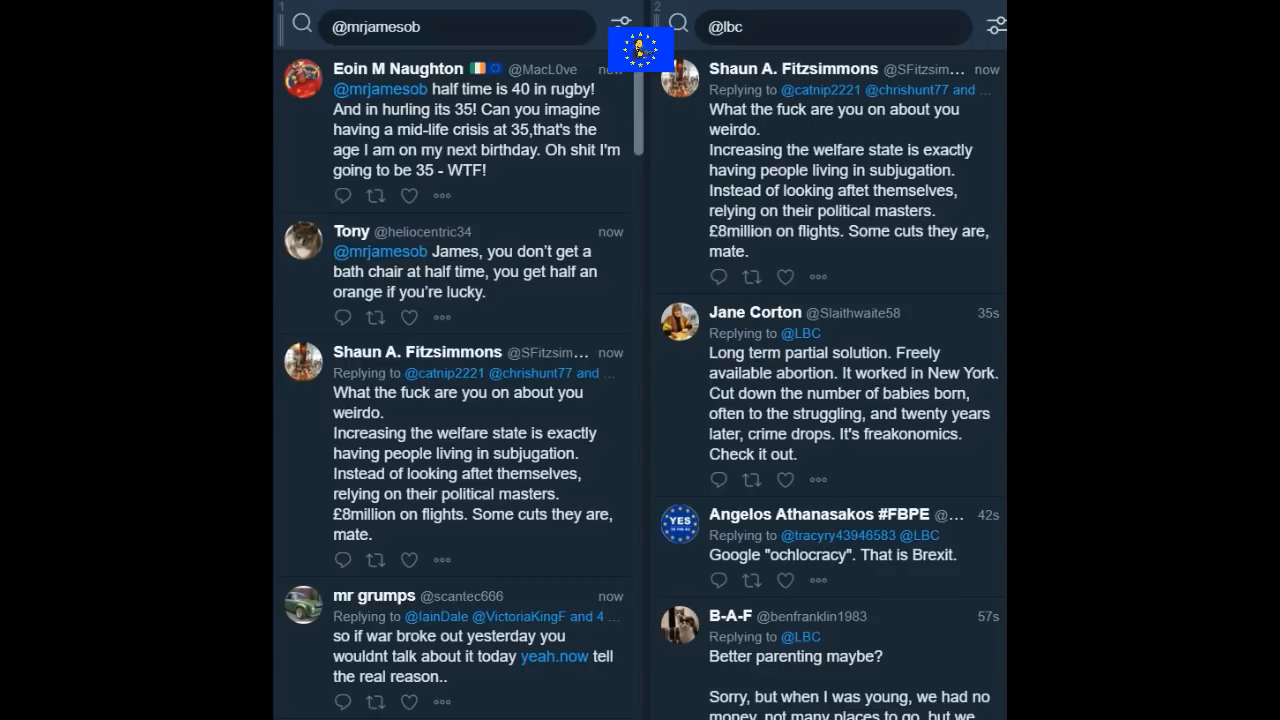 1
@mrjamesob
Eoin M Naughton @MacL0ve now
@mrjamesob half time is 40 in rugby!
And in hurling its 35! Can you imagine
having a mid-life crisis at 35,that's the
age I am on my next birthday. Oh shit I'm
going to be 35 - WTF!
Tony @heliocentric34 now
@mrjamesob James, you don’t get a
bath chair at half time, you get half an
orange if you’re lucky.
Shaun A. Fitzsimmons @SFitzsim... now
Replying to @catnip2221 @chrishunt77 and ...
What the fuck are you on about you
weirdo.
Increasing the welfare state is exactly
having people living in subjugation.
Instead of looking aftet themselves,
relying on their political masters.
£8million on flights. Some cuts they are,
mate.
mr grumps @scantec666 now
Replying to @IainDale @VictoriaKingF and 4 ...
so if war broke out yesterday you
wouldnt talk about it today yeah.now tell
the real reason..
2
@lbc
Shaun A. Fitzsimmons @SFitzsim... now
Replying to @catnip2221 @chrishunt77 and ...
What the fuck are you on about you
weirdo.
Increasing the welfare state is exactly
having people living in subjugation.
Instead of looking aftet themselves,
relying on their political masters.
£8million on flights. Some cuts they are,
mate.
Jane Corton @Slaithwaite58 35s
Replying to @LBC
Long term partial solution. Freely
available abortion. It worked in New York.
Cut down the number of babies born,
often to the struggling, and twenty years
later, crime drops. It's freakonomics.
Check it out.
YES
Angelos Athanasakos #FBPE @... 42s
Replying to @tracyry43946583 @LBC
Google "ochlocracy". That is Brexit.
B-A-F @benfranklin1983 57s
Replying to @LBC
Better parenting maybe?
Sorry, but when I was young, we had no
money, not many places to go, but we